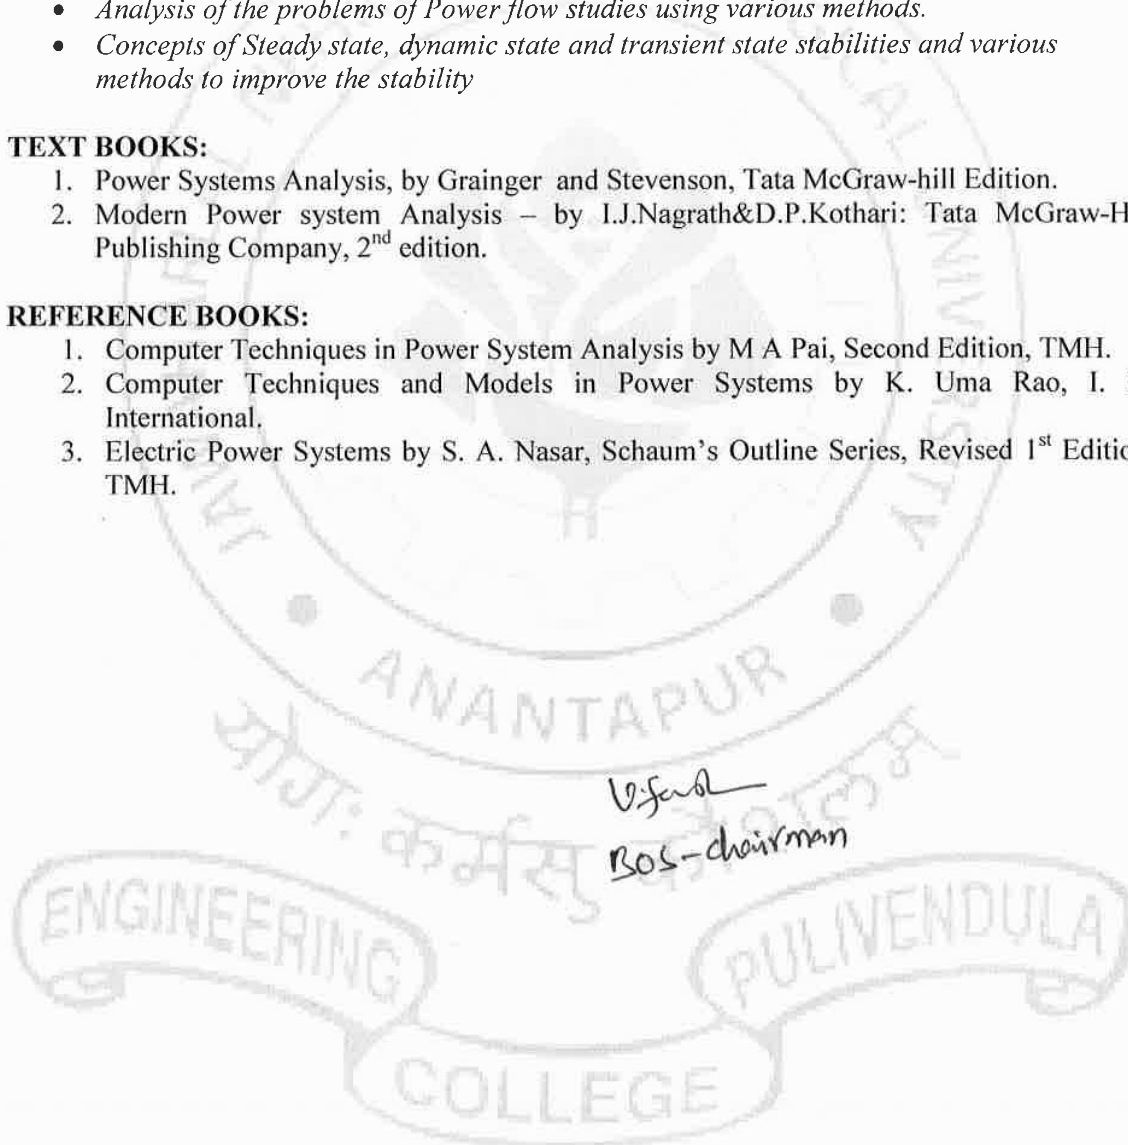 • Analysis of the problems of Power flow studies using various methods.
• Concepts of Steady state, dynamic state and transient state stabilities and various
methods to improve the stability
TEXT BOOKS:
1. Power Systems Analysis, by Grainger and Stevenson, Tata McGraw-hill Edition.
2. Modern Power system Analysis – by I.J.Nagrath&D.P.Kothari: Tata McGraw-H
Publishing Company, 2nd edition.
REFERENCE BOOKS:
1. Computer Techniques in Power System Analysis by M A Pai, Second Edition, TMH.
2. Computer Techniques and Models in Power Systems by K. Uma Rao, I.
International.
3. Electric Power Systems by S. A. Nasar, Schaum's Outline Series, Revised 1st Editio
TMH.
ANANTAPUR
योगः कर्मसु कौशलम्
BOS-chairman
ENGINEERING
PULIVENDULA
COLLEGE